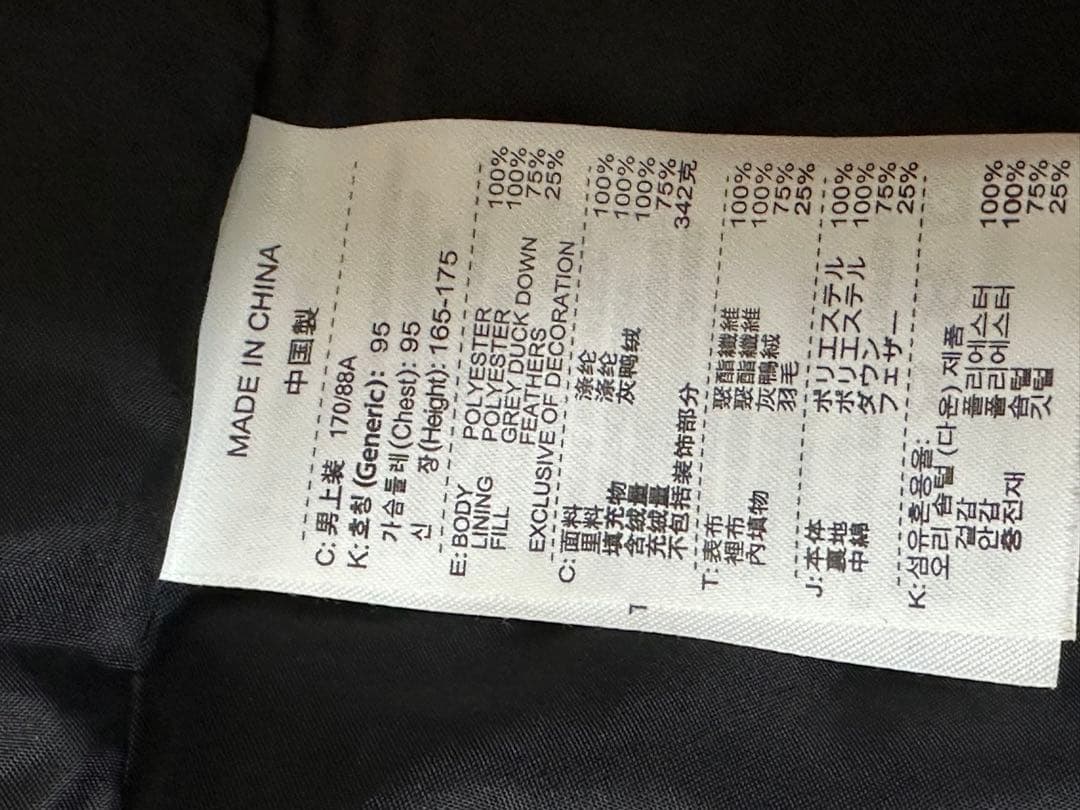 MADE IN CHINA
中国製
C: 男上装 170/88A
K: 호칭 (Generic): 95
가슴둘레(Chest): 95
신 장(Height): 165-175
E: BODY POLYESTER 100%
LINING POLYESTER 100%
FILL GREY DUCK DOWN 75%
FEATHERS 25%
EXCLUSIVE OF DECORATION
C: 面料 涤纶 100%
里料 涤纶 100%
填充物 灰鸭绒 100%
含绒量 75%
充绒量 342克
不包括装饰部分
T: 表布 聚酯纖維 100%
裡布 聚酯纖維 100%
內填物 灰鴨絨 75%
羽毛 25%
J: 本体 ポリエステル 100%
裏地 ポリエステル 100%
中綿 ダウン 75%
フェザー 25%
K: 섬유혼용율:
오리 솜털 (다운) 제품
겉감 폴리에스터 100%
안감 폴리에스터 100%
충전재 솜털 75%
깃털 25%